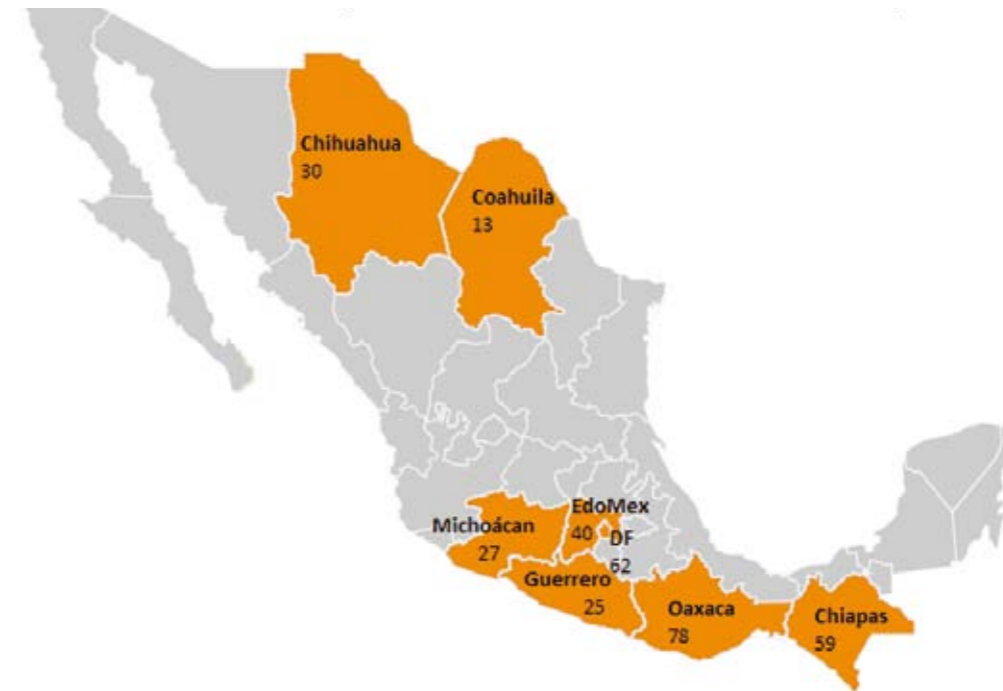 Chihuahua
30
Coahuila
13
EdoMex
40
DF
62
Michoácan
27
Guerrero
25
Oaxaca
78
Chiapas
59